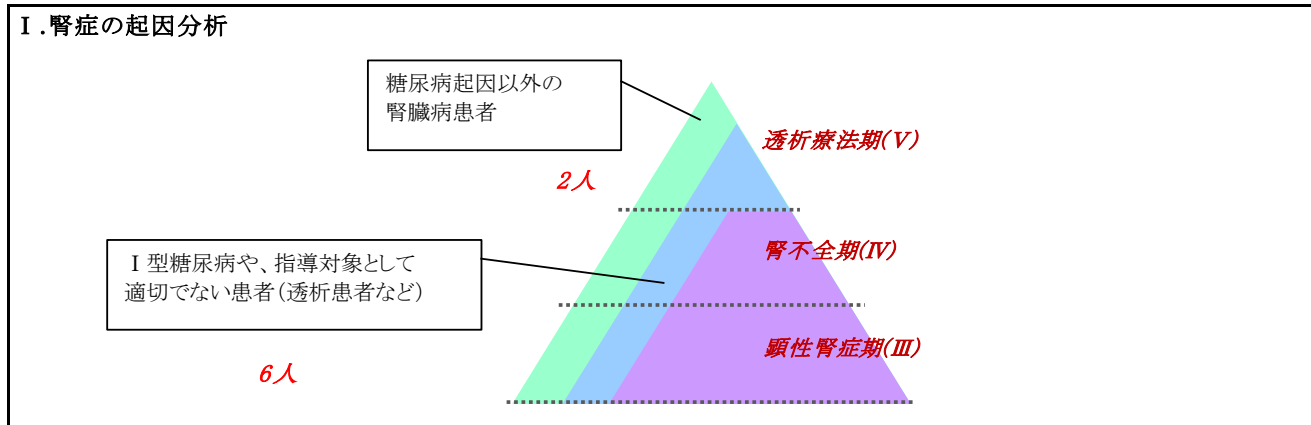 Ⅰ.腎症の起因分析
糖尿病起因以外の
腎臓病患者
透析療法期(Ⅴ)
2人
Ⅰ型糖尿病や、指導対象として
適切でない患者(透析患者など)
腎不全期(Ⅳ)
顕性腎症期(Ⅲ)
6人